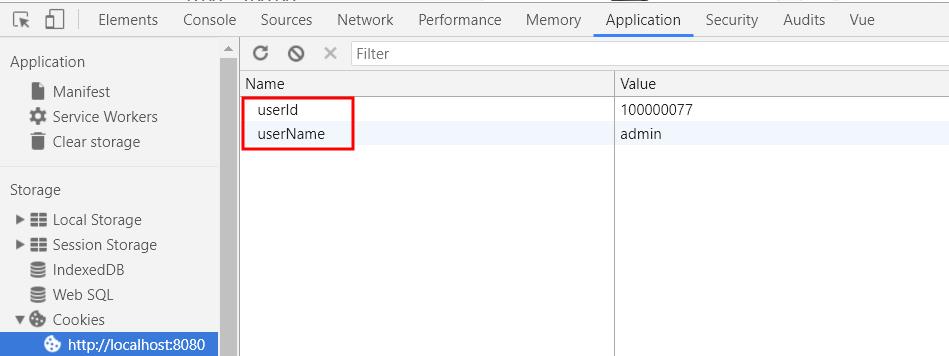 Elements Console Sources Network Performance Memory Application Security Audits Vue
Application
Manifest
Service Workers
Clear storage
Storage
Local Storage
Session Storage
IndexedDB
Web SQL
Cookies
http://localhost:8080
Filter
Name Value
userId 100000077
userName admin